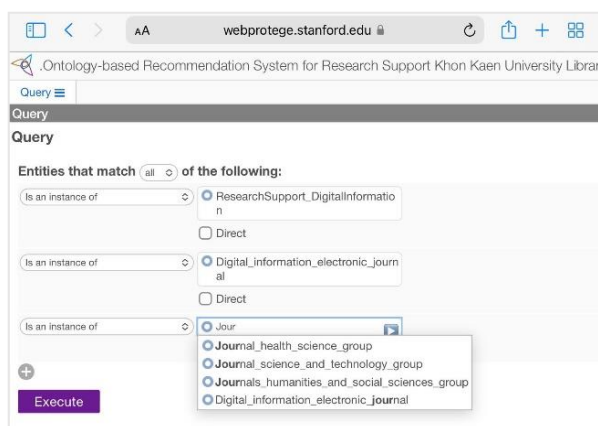 AA webprotege.stanford.edu
.Ontology-based Recommendation System for Research Support Khon Kaen University Librar
Query
Query
Query
Entities that match all of the following:
Is an instance of ResearchSupport_DigitalInformatio
n
Direct
Is an instance of Digital_information_electronic_journ
al
Direct
Is an instance of Jour
Journal_health_science_group
Journal_science_and_technology_group
Journals_humanities_and_social_sciences_group
Digital_information_electronic_journal
Execute